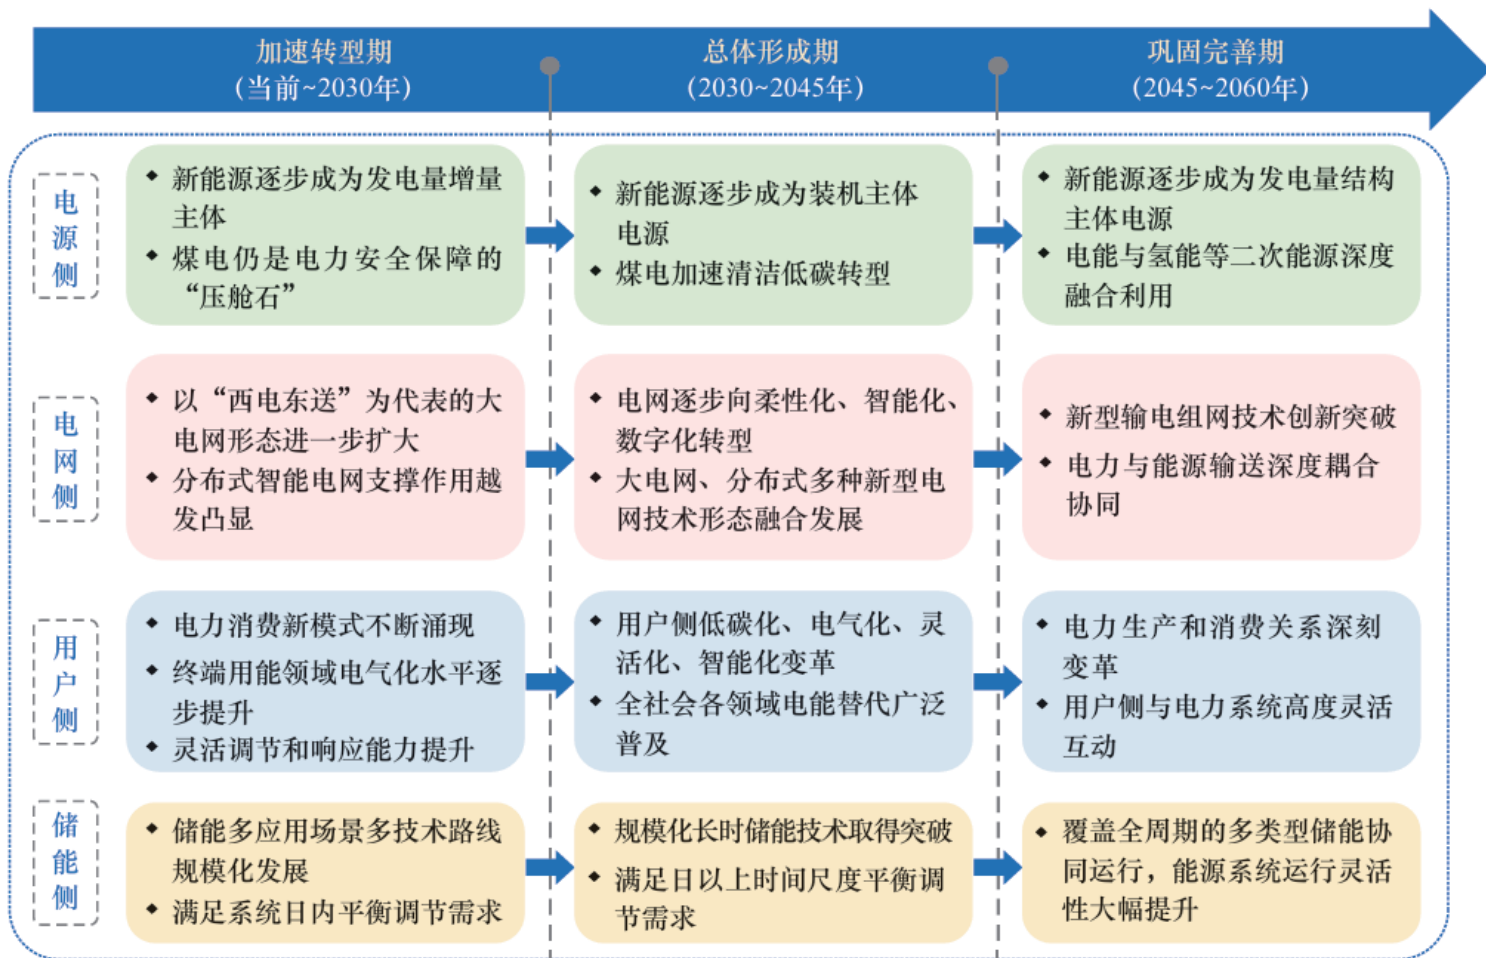 加速转型期
(当前~2030年)
总体形成期
(2030~2045年)
巩固完善期
(2045~2060年)
电源侧
◆ 新能源逐步成为发电量增量
主体
◆ 煤电仍是电力安全保障的
“压舱石”
◆ 新能源逐步成为装机主体
电源
◆ 煤电加速清洁低碳转型
◆ 新能源逐步成为发电量结构
主体电源
◆ 电能与氢能等二次能源深度
融合利用
电网侧
◆ 以“西电东送”为代表的大
电网形态进一步扩大
◆ 分布式智能电网支撑作用越
发凸显
◆ 电网逐步向柔性化、智能化、
数字化转型
◆ 大电网、分布式多种新型电
网技术形态融合发展
◆ 新型输电组网技术创新突破
◆ 电力与能源输送深度耦合
协同
用户侧
◆ 电力消费新模式不断涌现
◆ 终端用能领域电气化水平逐
步提升
◆ 灵活调节和响应能力提升
◆ 用户侧低碳化、电气化、灵
活化、智能化变革
◆ 全社会各领域电能替代广泛
普及
◆ 电力生产和消费关系深刻
变革
◆ 用户侧与电力系统高度灵活
互动
储能侧
◆ 储能多应用场景多技术路线
规模化发展
◆ 满足系统日内平衡调节需求
◆ 规模化长时储能技术取得突破
◆ 满足日以上时间尺度平衡调
节需求
◆ 覆盖全周期的多类型储能协
同运行，能源系统运行灵活
性大幅提升